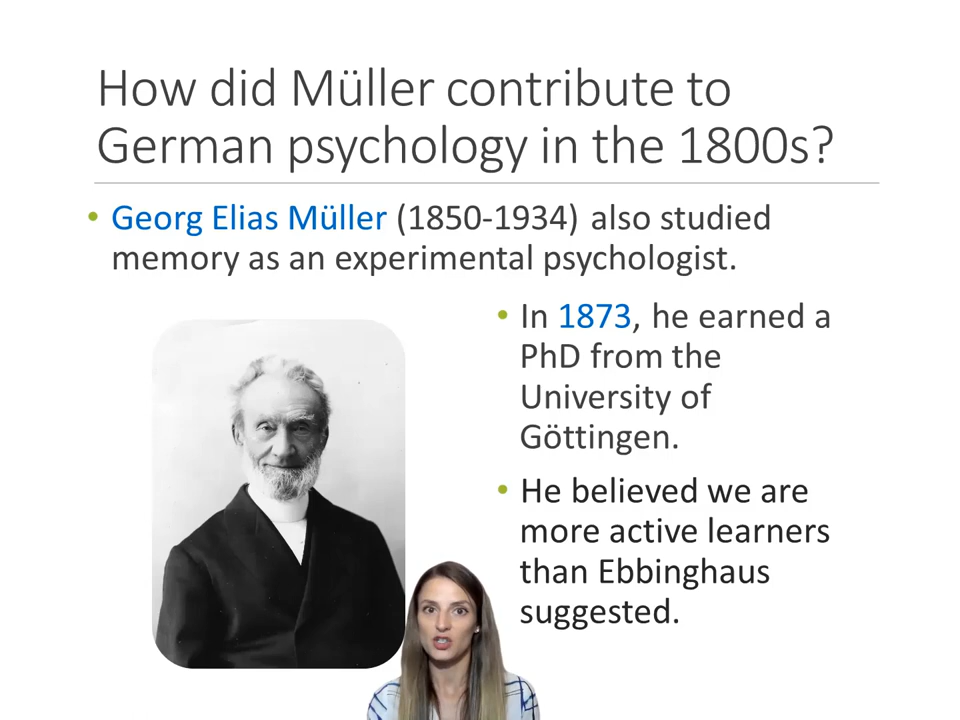 How did Müller contribute to
German psychology in the 1800s?
• Georg Elias Müller (1850-1934) also studied
memory as an experimental psychologist.
• In 1873, he earned a
PhD from the
University of
Göttingen.
• He believed we are
more active learners
than Ebbinghaus
suggested.